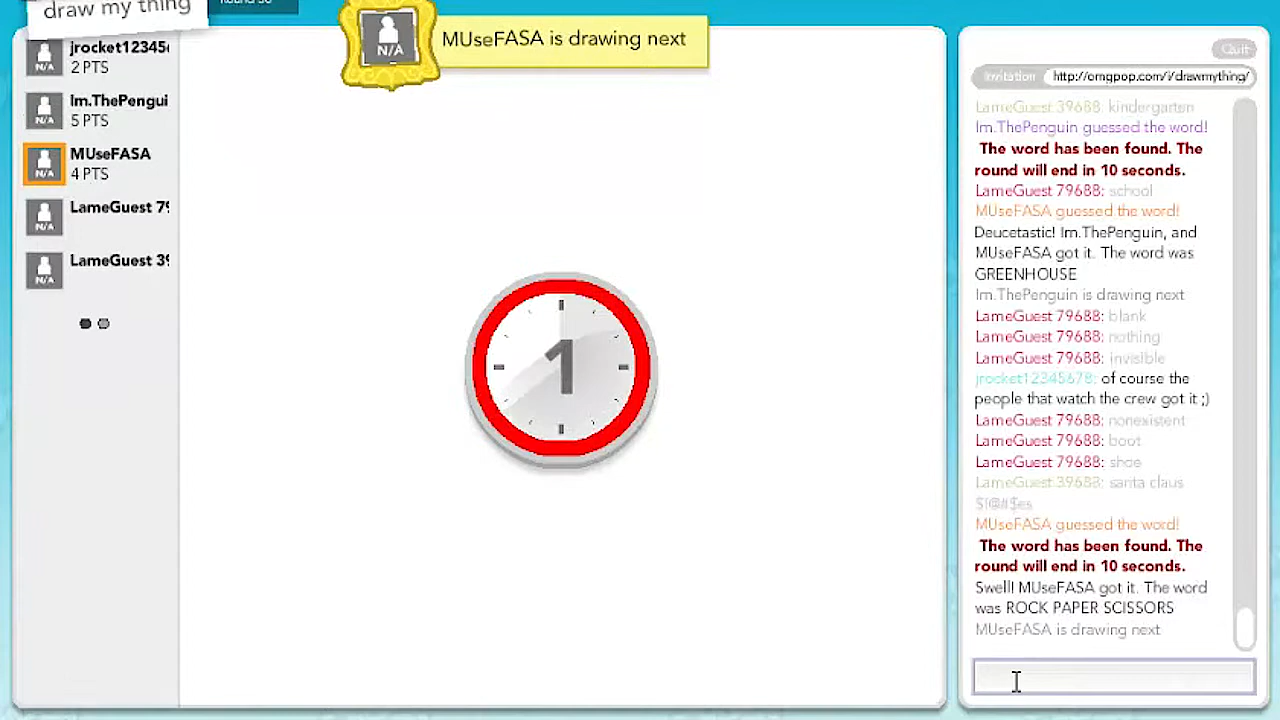 draw my thing
MUseFASA is drawing next
N/A
jrocket12345
2 PTS
N/A
Im.ThePengui
5 PTS
N/A
MUseFASA
4 PTS
N/A
LameGuest 79
N/A
LameGuest 39
N/A
1
Quit
Invitation http://omgpop.com/i/drawmything/
LameGuest 39688: kindergarten
Im.ThePenguin guessed the word!
The word has been found. The
round will end in 10 seconds.
LameGuest 79688: school
MUseFASA guessed the word!
Deucetastic! Im.ThePenguin, and
MUseFASA got it. The word was
GREENHOUSE
Im.ThePenguin is drawing next
LameGuest 79688: blank
LameGuest 79688: nothing
LameGuest 79688: invisible
jrocket12345678: of course the
people that watch the crew got it ;)
LameGuest 79688: nonexistent
LameGuest 79688: boot
LameGuest 79688: shoe
LameGuest 39688: santa claus
$!@#$es
MUseFASA guessed the word!
The word has been found. The
round will end in 10 seconds.
Swell! MUseFASA got it. The word
was ROCK PAPER SCISSORS
MUseFASA is drawing next